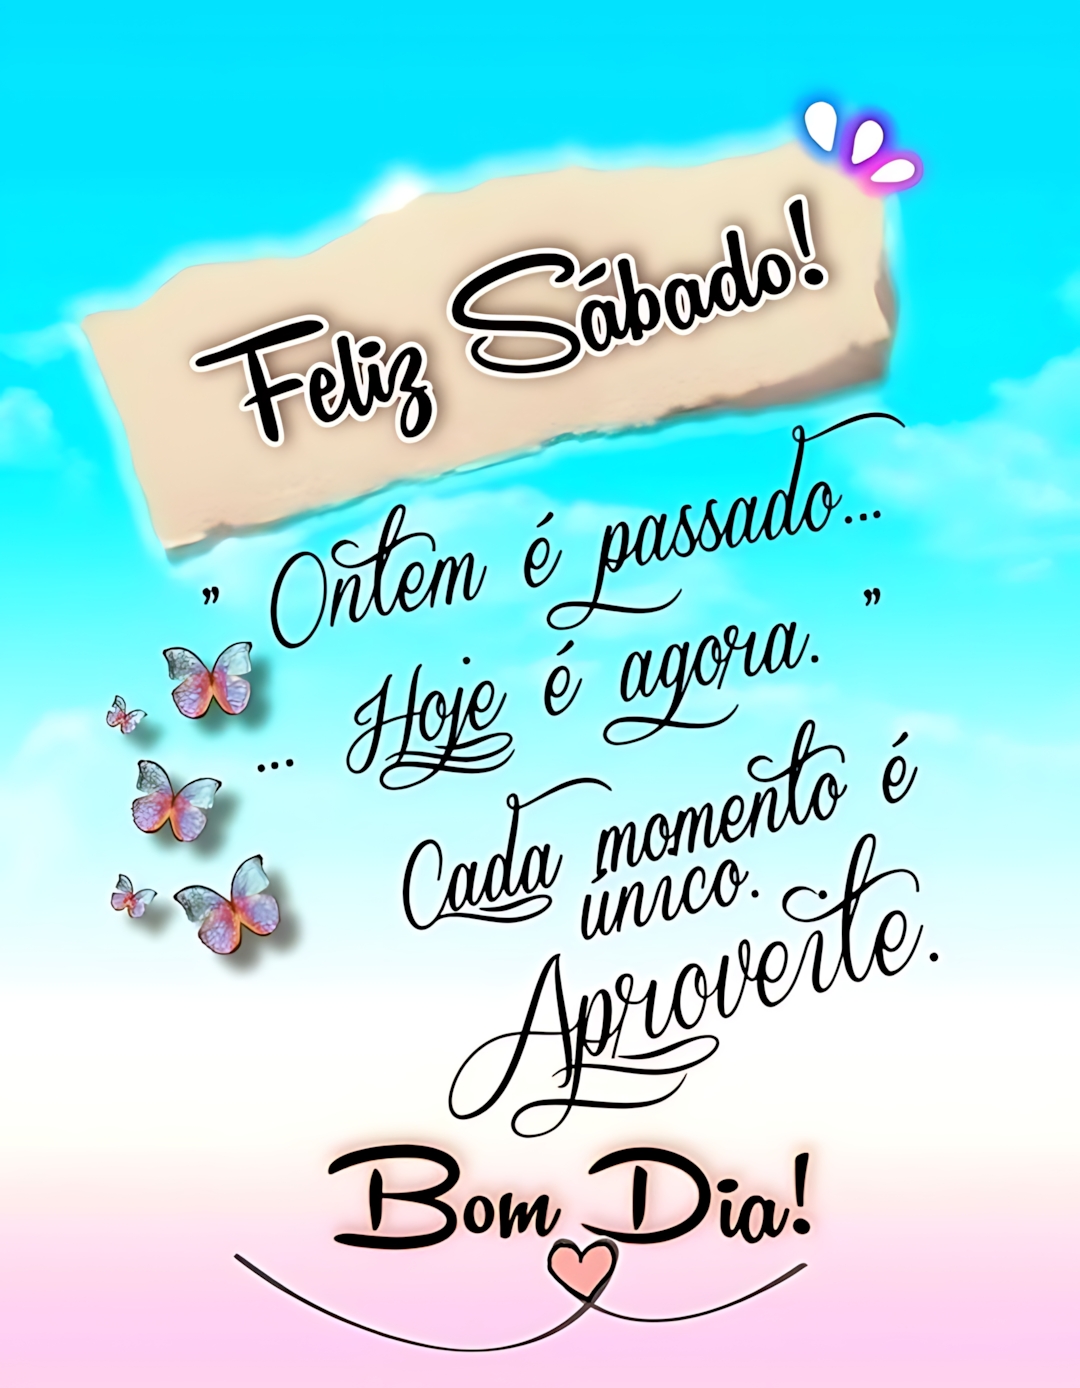 Feliz Sábado!
" Ontem é passado...
... Hoje é agora. "
Cada momento é
único.
Aproveite.
Bom Dia!